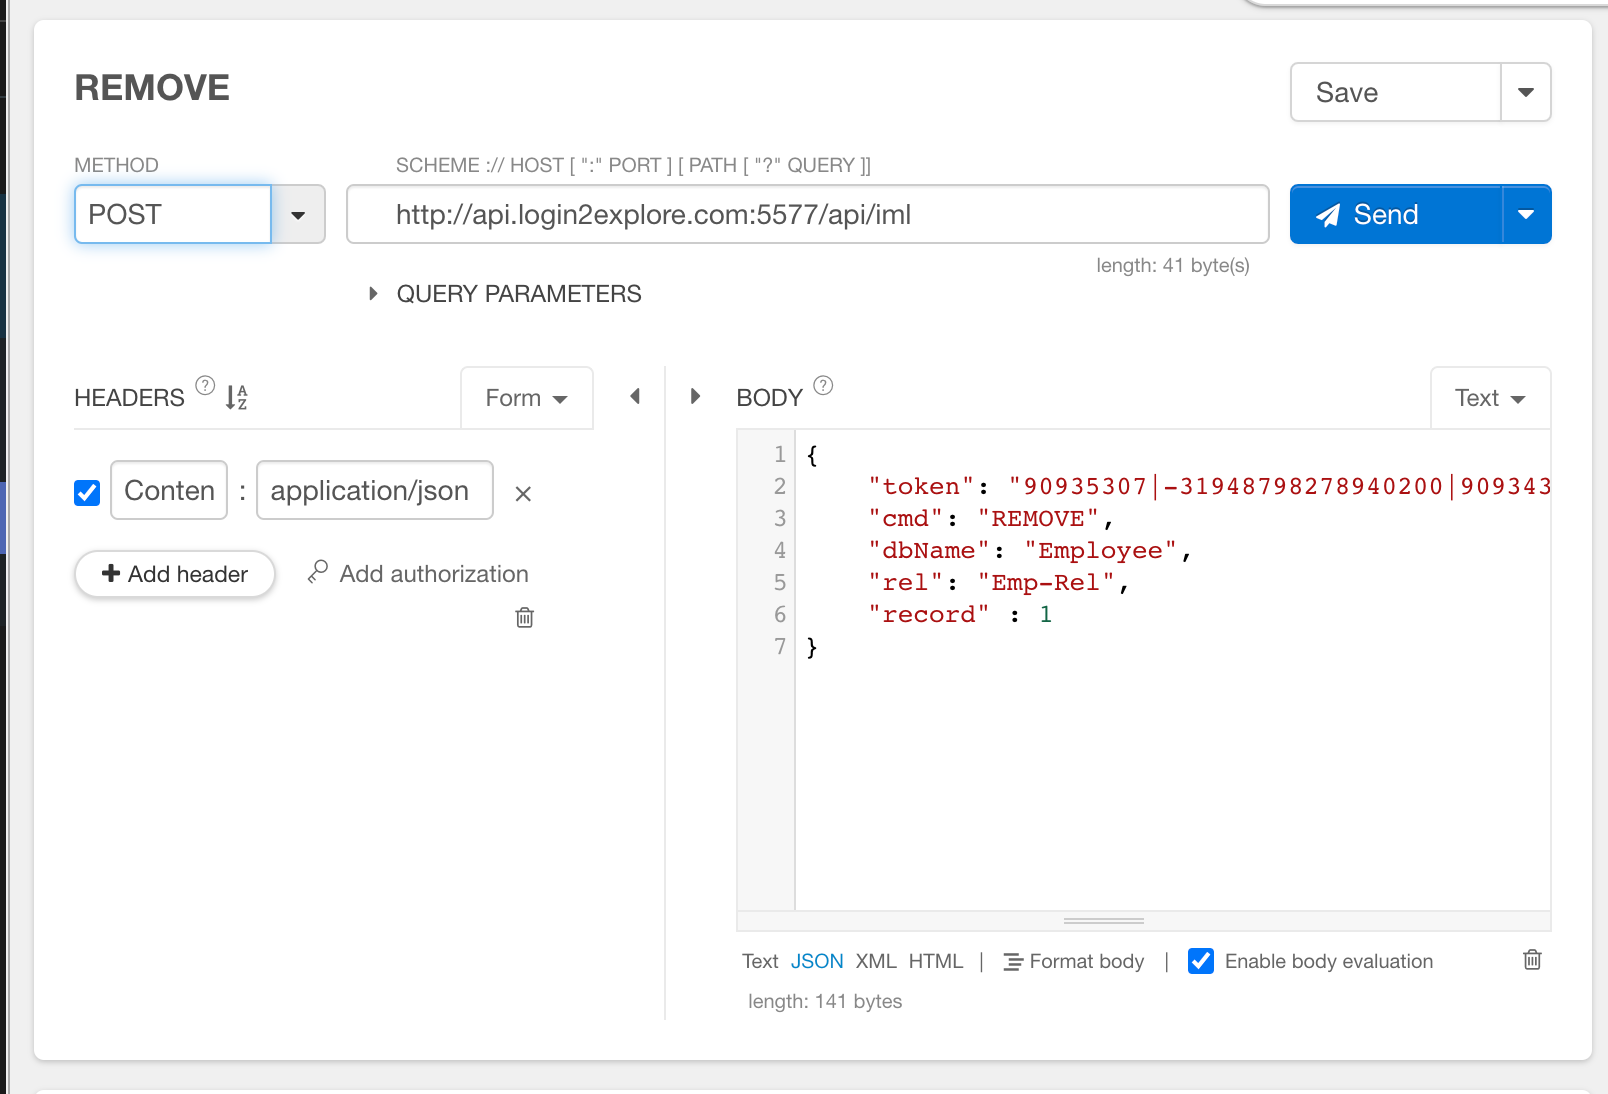 REMOVE
Save
METHOD
SCHEME :// HOST [ ":" PORT ] [ PATH [ "?" QUERY ]]
POST
http://api.login2explore.com:5577/api/iml
Send
length: 41 byte(s)
QUERY PARAMETERS
HEADERS ? A Z
Form
BODY ?
Text
Conten : application/json ×
+ Add header
Add authorization
1 {
2 "token": "90935307|-31948798278940200|909343
3 "cmd": "REMOVE",
4 "dbName": "Employee",
5 "rel": "Emp-Rel",
6 "record" : 1
7 }
Text JSON XML HTML | Format body | Enable body evaluation
length: 141 bytes